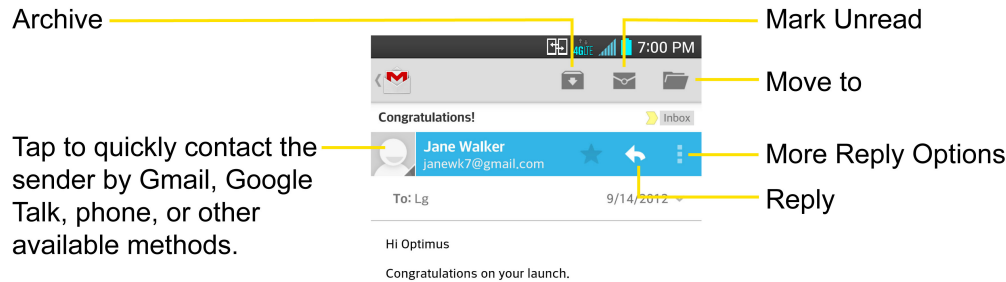 Archive
Mark Unread
4G LTE
7:00 PM
Move to
Congratulations!
Inbox
Tap to quickly contact the
sender by Gmail, Google
Talk, phone, or other
available methods.
Jane Walker
janewk7@gmail.com
More Reply Options
Reply
To: Lg
9/14/2012
Hi Optimus
Congratulations on your launch.